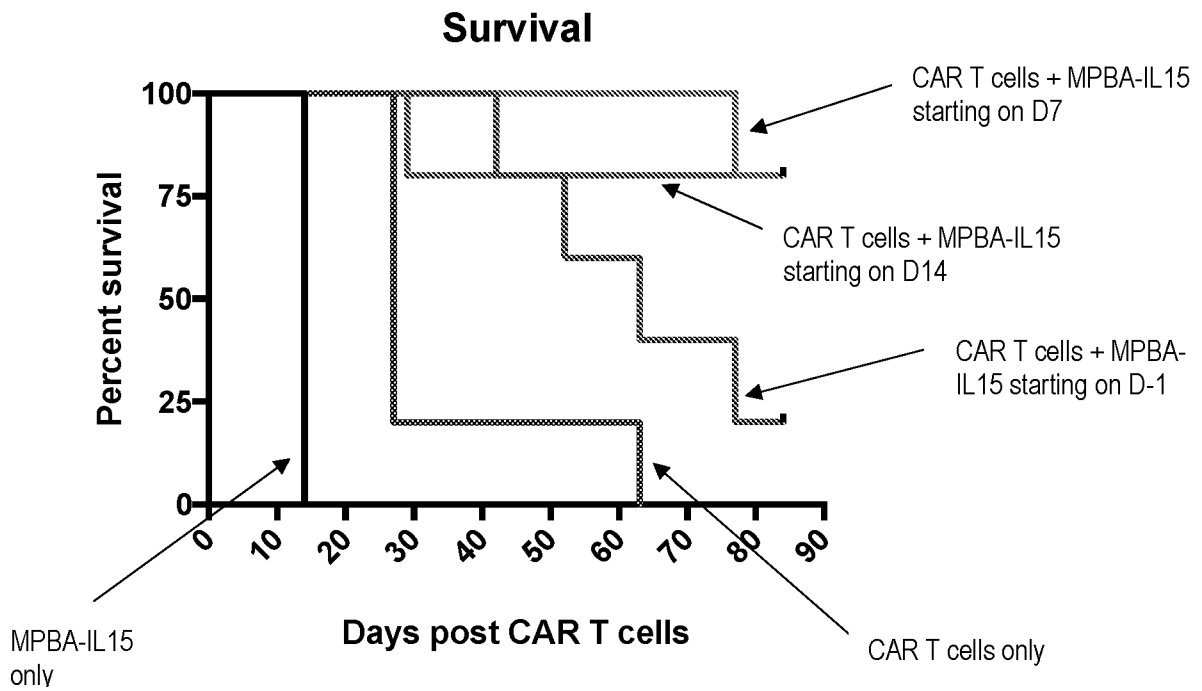 Survival
CAR T cells + MPBA-IL15
starting on D7
100
75
50
25
0
Percent survival
CAR T cells + MPBA-IL15
starting on D14
CAR T cells + MPBA-
IL15 starting on D-1
0 10 20 30 40 50 60 70 80 90
Days post CAR T cells
MPBA-IL15
only
CAR T cells only